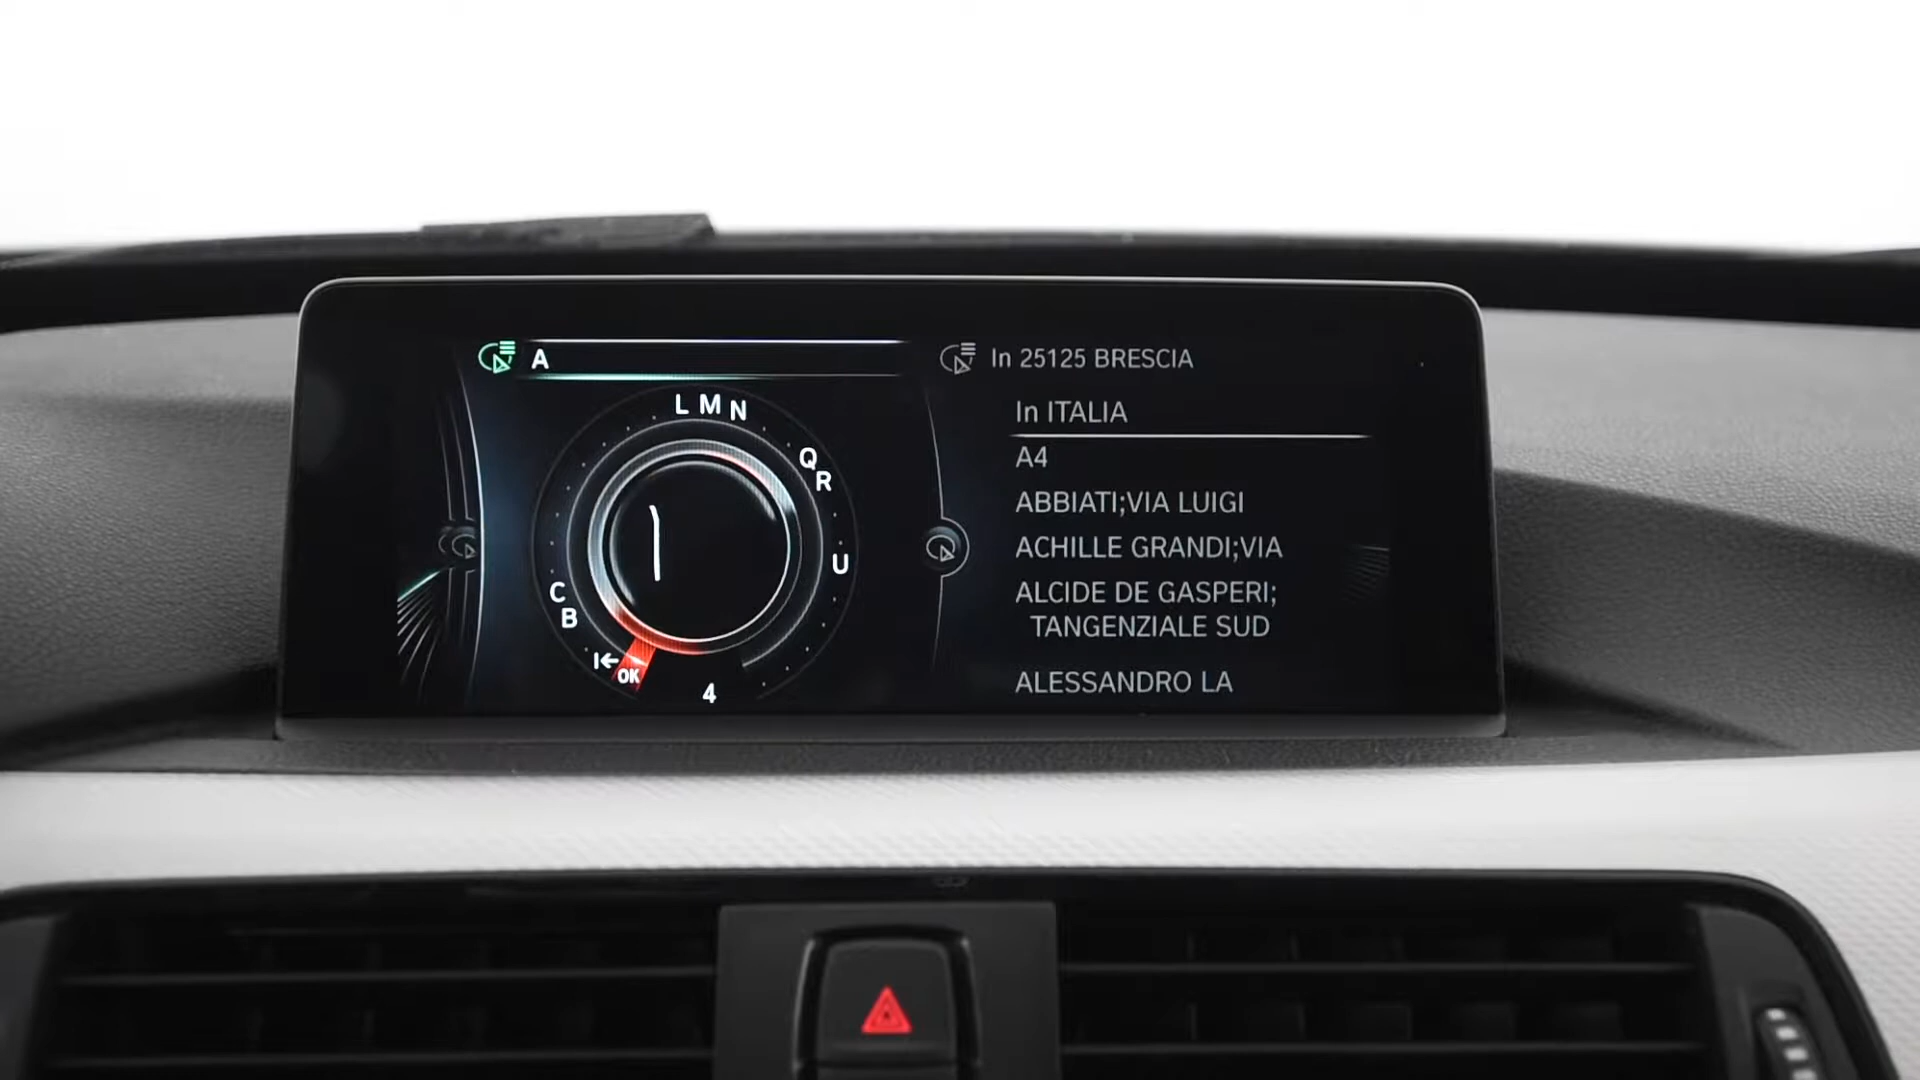 A
In 25125 BRESCIA
L M N
Q
R
U
C
B
OK
4
In ITALIA
A4
ABBIATI;VIA LUIGI
ACHILLE GRANDI;VIA
ALCIDE DE GASPERI;
TANGENZIALE SUD
ALESSANDRO LA